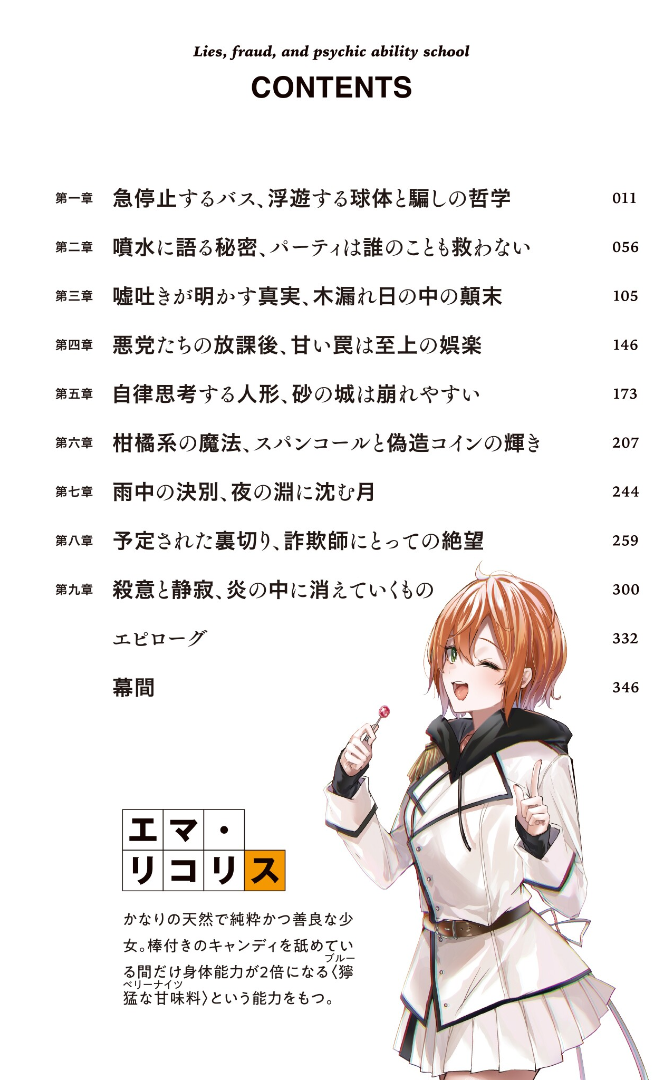 Lies, fraud, and psychic ability school
CONTENTS
第一章 急停止するバス、浮遊する球体と騙しの哲学 011
第二章 噴水に語る秘密、パーティは誰のことも救わない 056
第三章 嘘吐きが明かす真実、木漏れ日の中の顛末 105
第四章 悪党たちの放課後、甘い罠は至上の娯楽 146
第五章 自律思考する人形、砂の城は崩れやすい 173
第六章 柑橘系の魔法、スパンコールと偽造コインの輝き 207
第七章 雨中の決別、夜の淵に沈む月 244
第八章 予定された裏切り、詐欺師にとっての絶望 259
第九章 殺意と静寂、炎の中に消えていくもの 300
エピローグ 332
幕間 346
エマ・
リコリス
かなりの天然で純粋かつ善良な少
女。棒付きのキャンディを舐めてい
ブルー
る間だけ身体能力が2倍になる〈獰
ベリーナイツ
猛な甘味料〉という能力をもつ。